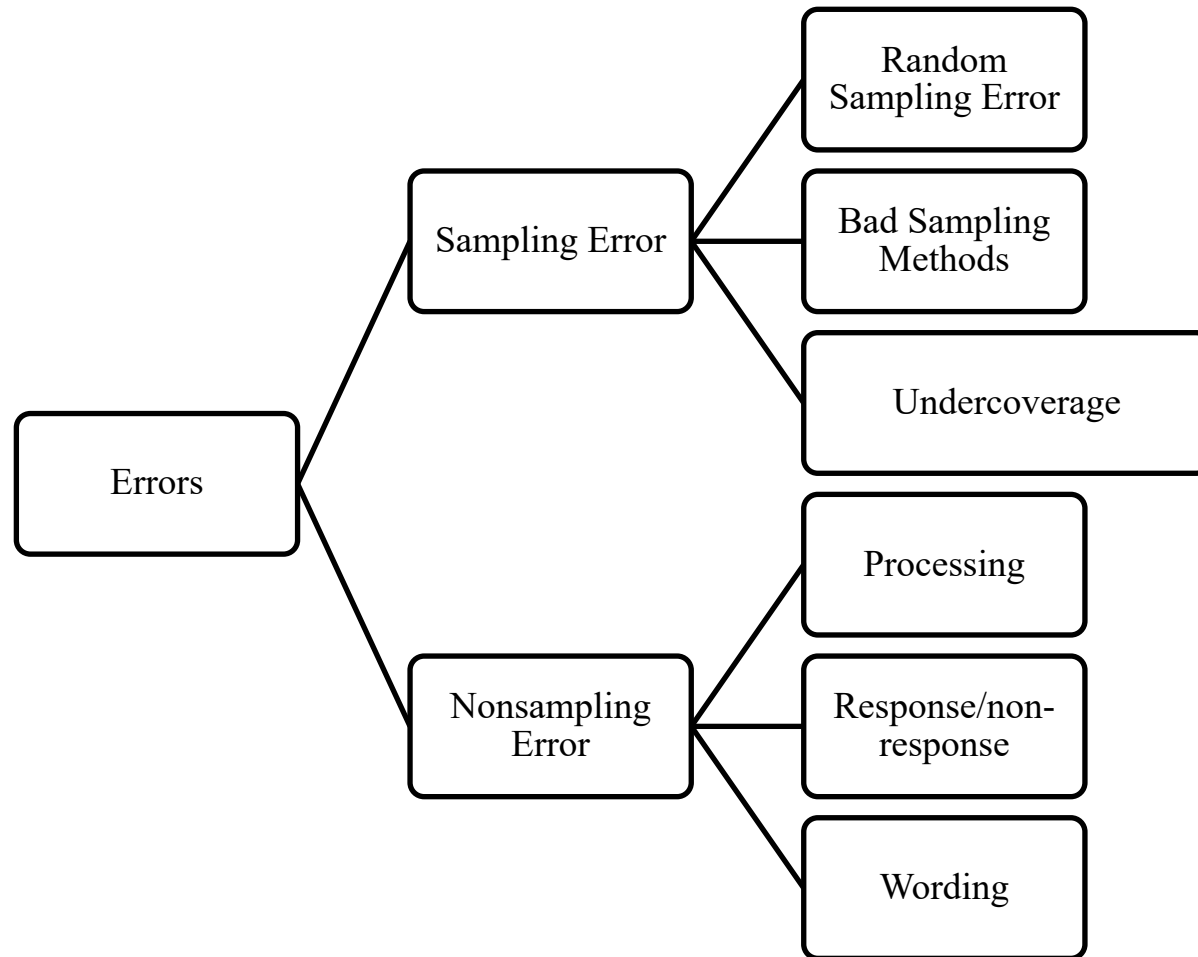 Errors
Sampling Error
Random
Sampling Error
Bad Sampling
Methods
Undercoverage
Nonsampling
Error
Processing
Response/non-
response
Wording